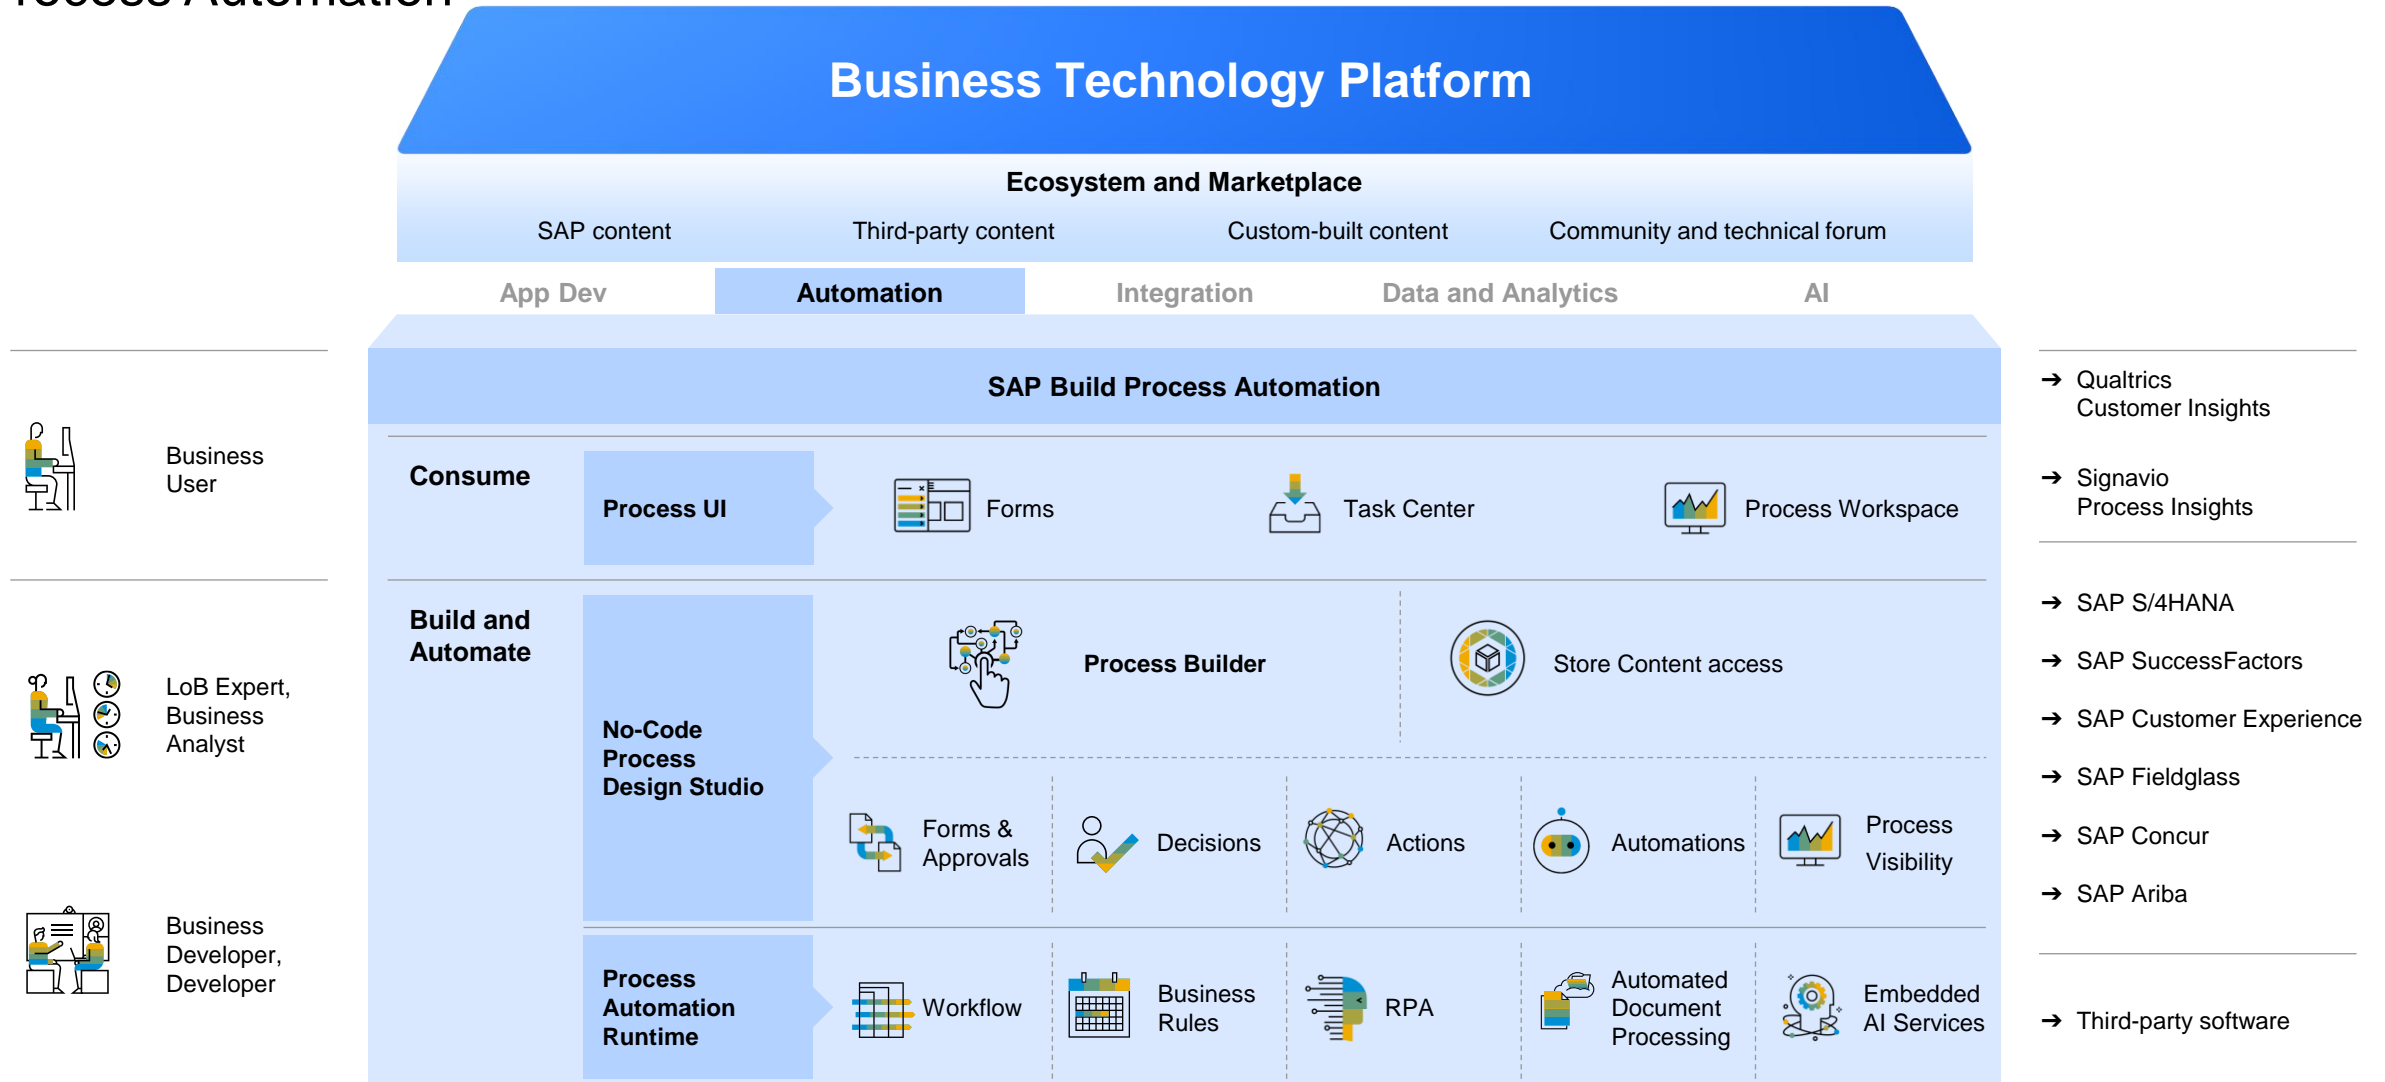 Automation
Business Technology Platform
Ecosystem and Marketplace
SAP content
Third-party content
Custom-built content
Community and technical forum
App Dev
Automation
Integration
Data and Analytics
AI
SAP Build Process Automation
Business
User
LoB Expert,
Business
Analyst
Business
Developer,
Developer
Consume
Process UI
Forms
Task Center
Process Workspace
Build and
Automate
No-Code
Process
Design Studio
Process Builder
Store Content access
Forms &
Approvals
Decisions
Actions
Automations
Process
Visibility
Process
Automation
Runtime
Workflow
Business
Rules
RPA
Automated
Document
Processing
Embedded
AI Services
➔ Qualtrics
Customer Insights
➔ Signavio
Process Insights
➔ SAP S/4HANA
➔ SAP SuccessFactors
➔ SAP Customer Experience
➔ SAP Fieldglass
➔ SAP Concur
➔ SAP Ariba
➔ Third-party software